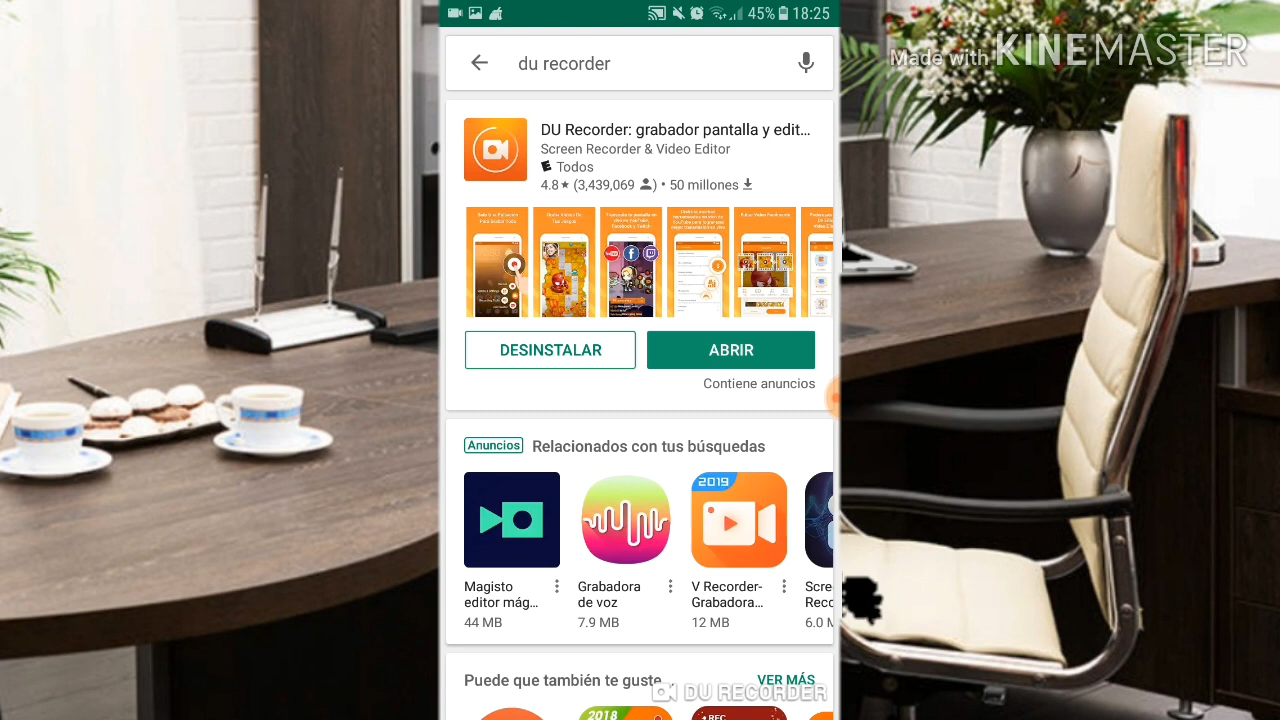 45% 18:25
Made with KINEMASTER
du recorder
DU Recorder: grabador pantalla y edit...
Screen Recorder & Video Editor
Todos
4.8★ (3,439,069) • 50 millones
DESINSTALAR
ABRIR
Contiene anuncios
Anuncios
Relacionados con tus búsquedas
2019
Magisto
editor mág...
44 MB
Grabadora
de voz
7.9 MB
V Recorder-
Grabadora...
12 MB
6.0 M
Puede que también te guste...
VER MÁS
DU RECORDER
2018
REC